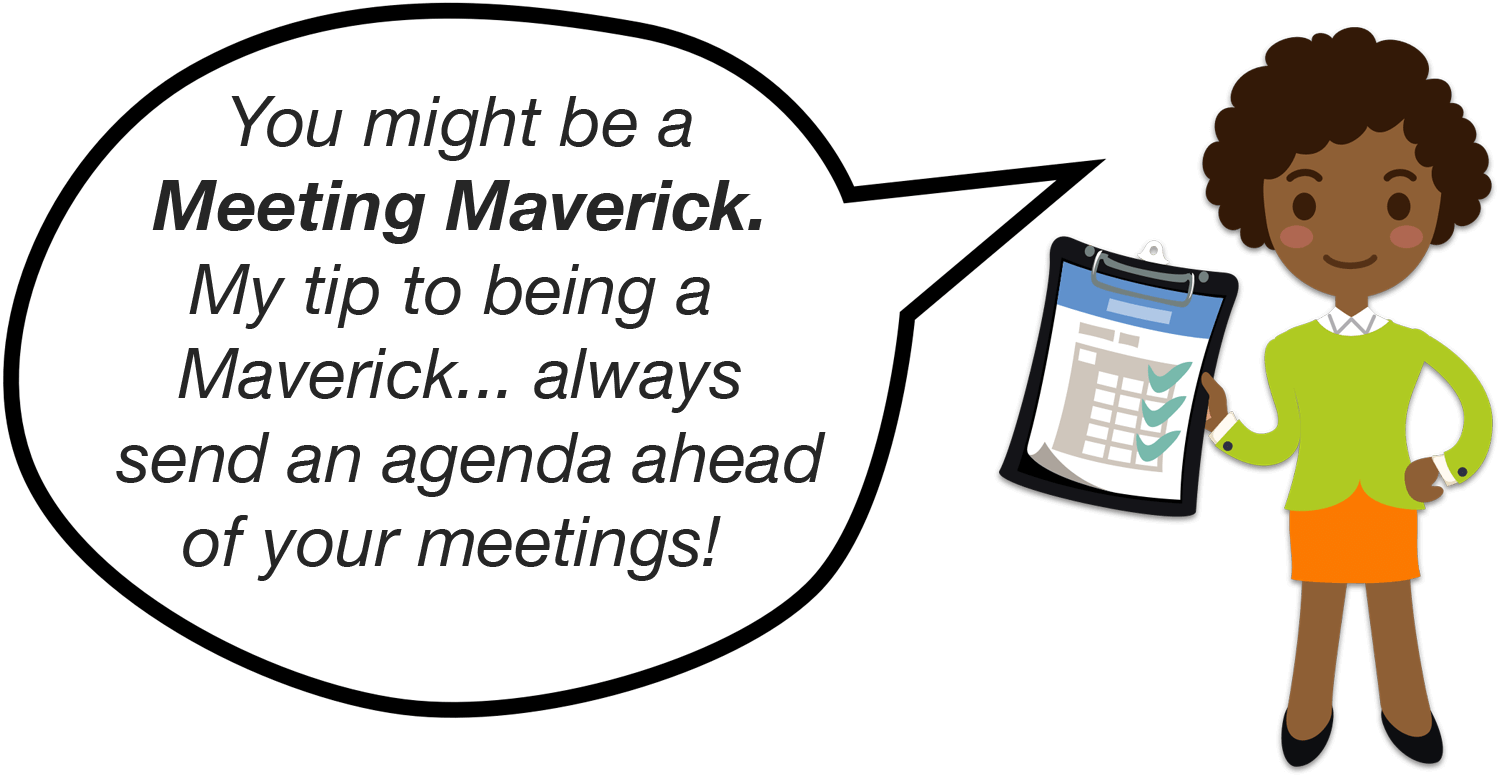 You might be a
Meeting Maverick.
My tip to being a
Maverick... always
send an agenda ahead
of your meetings!